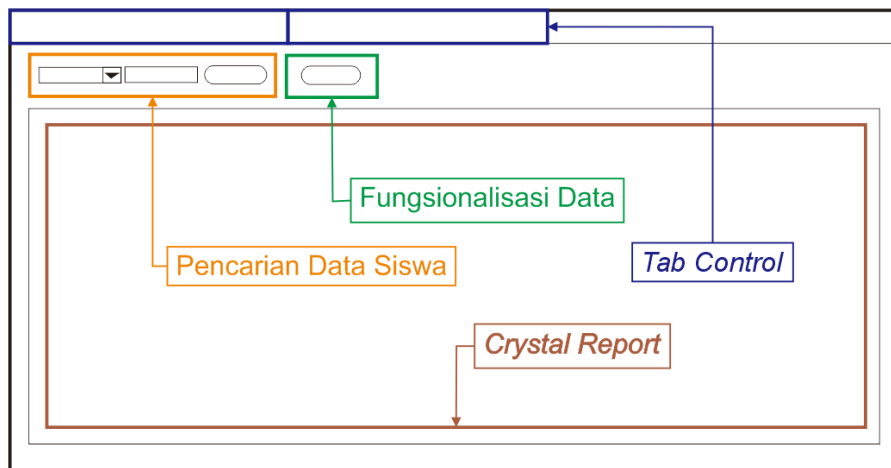 Fungsionalisasi Data
Pencarian Data Siswa
Tab Control
Crystal Report